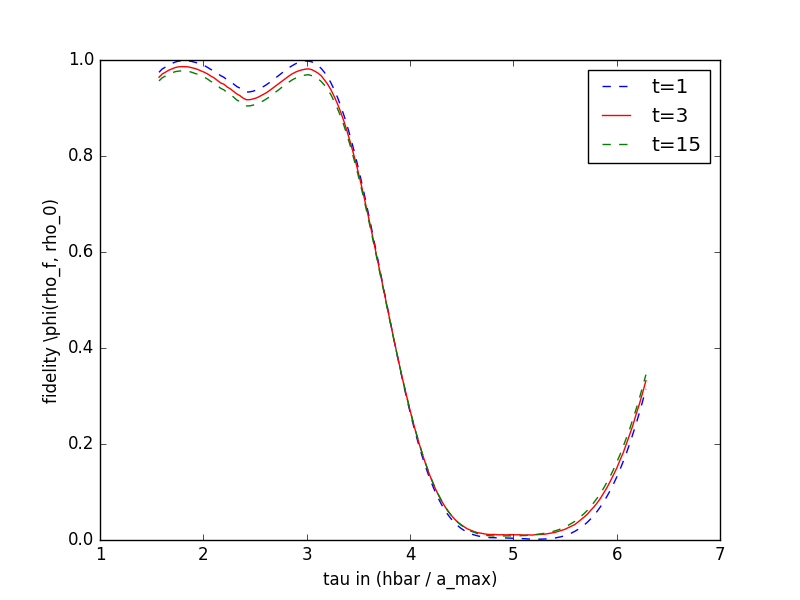 1.0
0.8
0.6
0.4
0.2
0.0
fidelity \phi(rho_f, rho_0)
t=1
t=3
t=15
1 2 3 4 5 6 7
tau in (hbar / a_max)